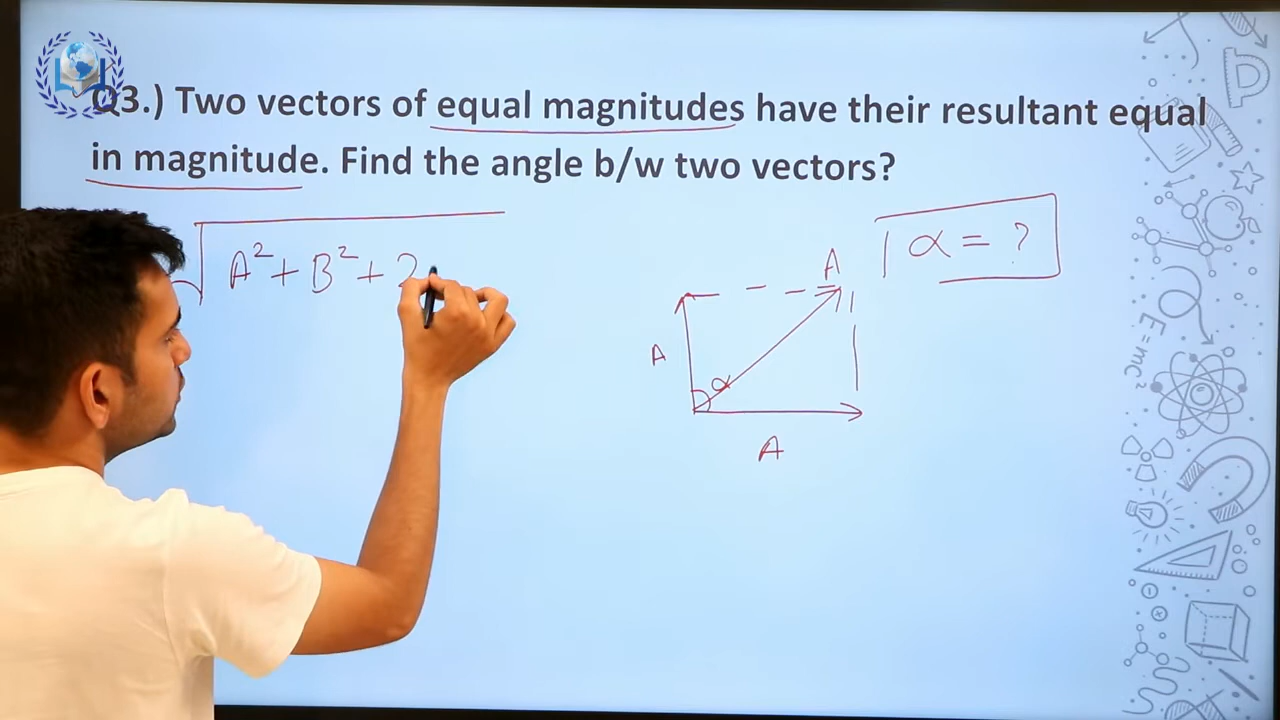 Q3.) Two vectors of equal magnitudes have their resultant equal
in magnitude. Find the angle b/w two vectors?
A² + B² + 2
A
α = ?
A
α
A
E=mc²